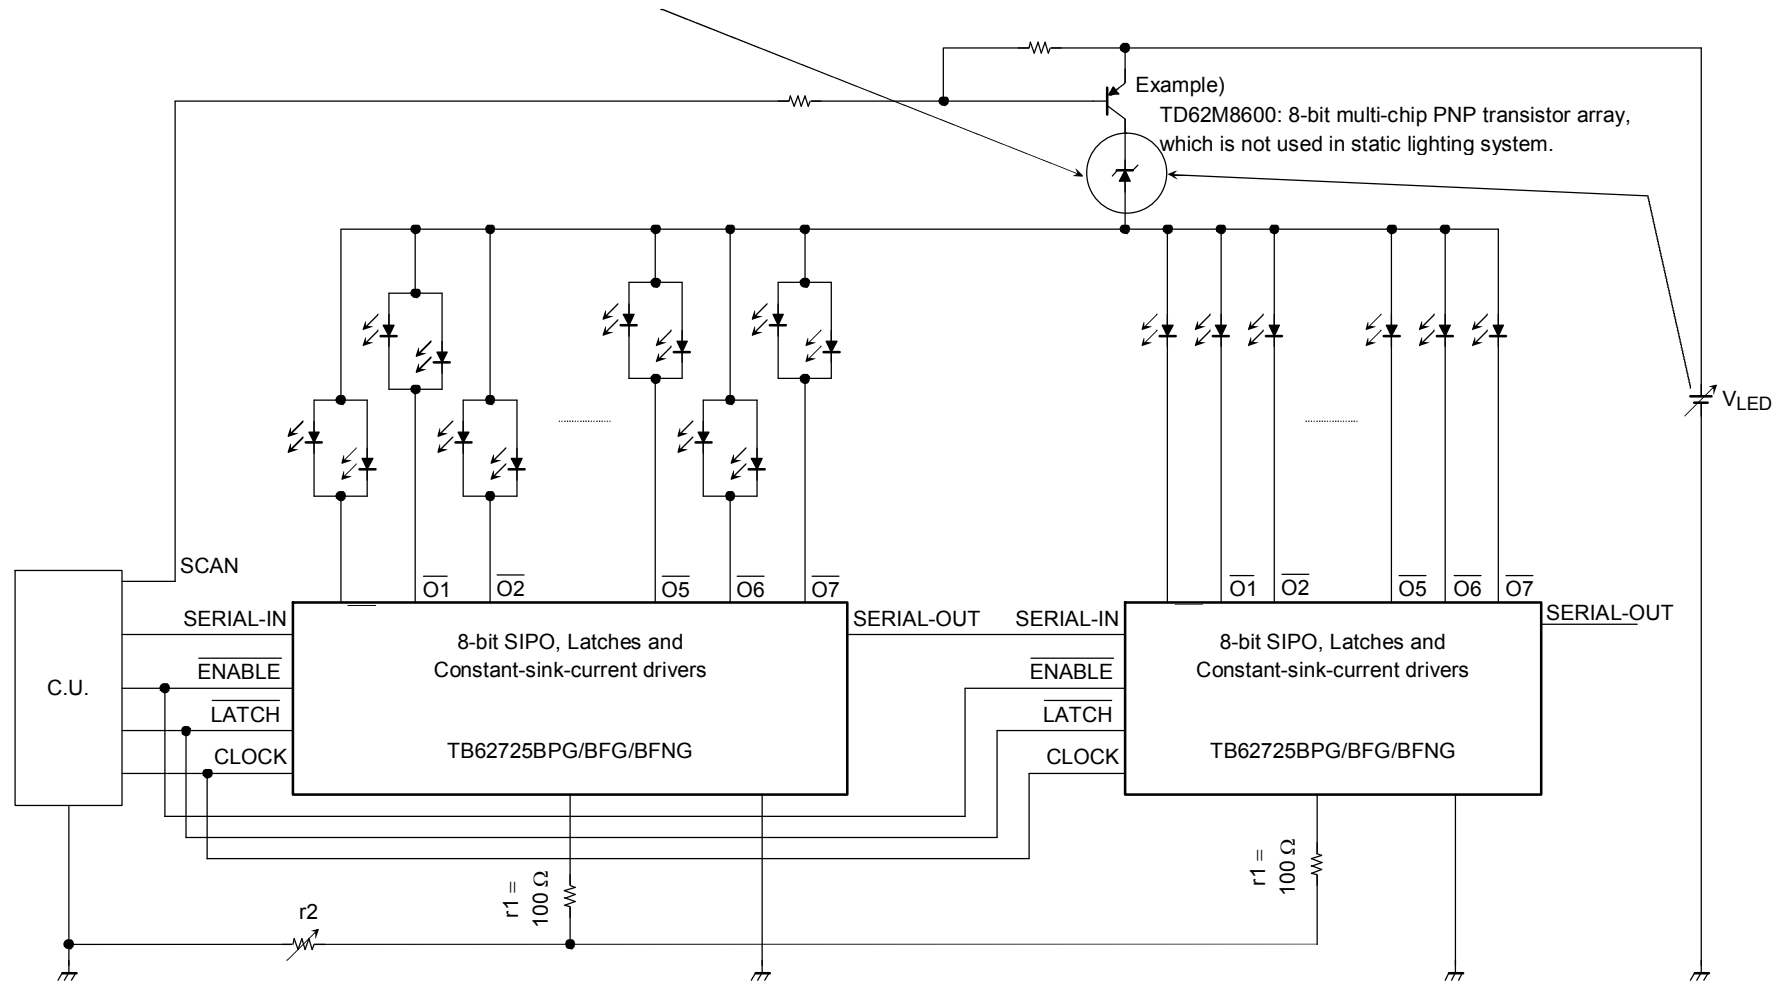 Example)
TD62M8600: 8-bit multi-chip PNP transistor array,
which is not used in static lighting system.
VLED
SCAN
O1
O2
O5
O6
O7
O1
O2
O5
O6
O7
SERIAL-IN
SERIAL-OUT
SERIAL-IN
SERIAL-OUT
C.U.
ENABLE
LATCH
CLOCK
8-bit SIPO, Latches and
Constant-sink-current drivers
TB62725BPG/BFG/BFNG
ENABLE
LATCH
CLOCK
8-bit SIPO, Latches and
Constant-sink-current drivers
TB62725BPG/BFG/BFNG
r1 =
100 Ω
r1 =
100 Ω
r2